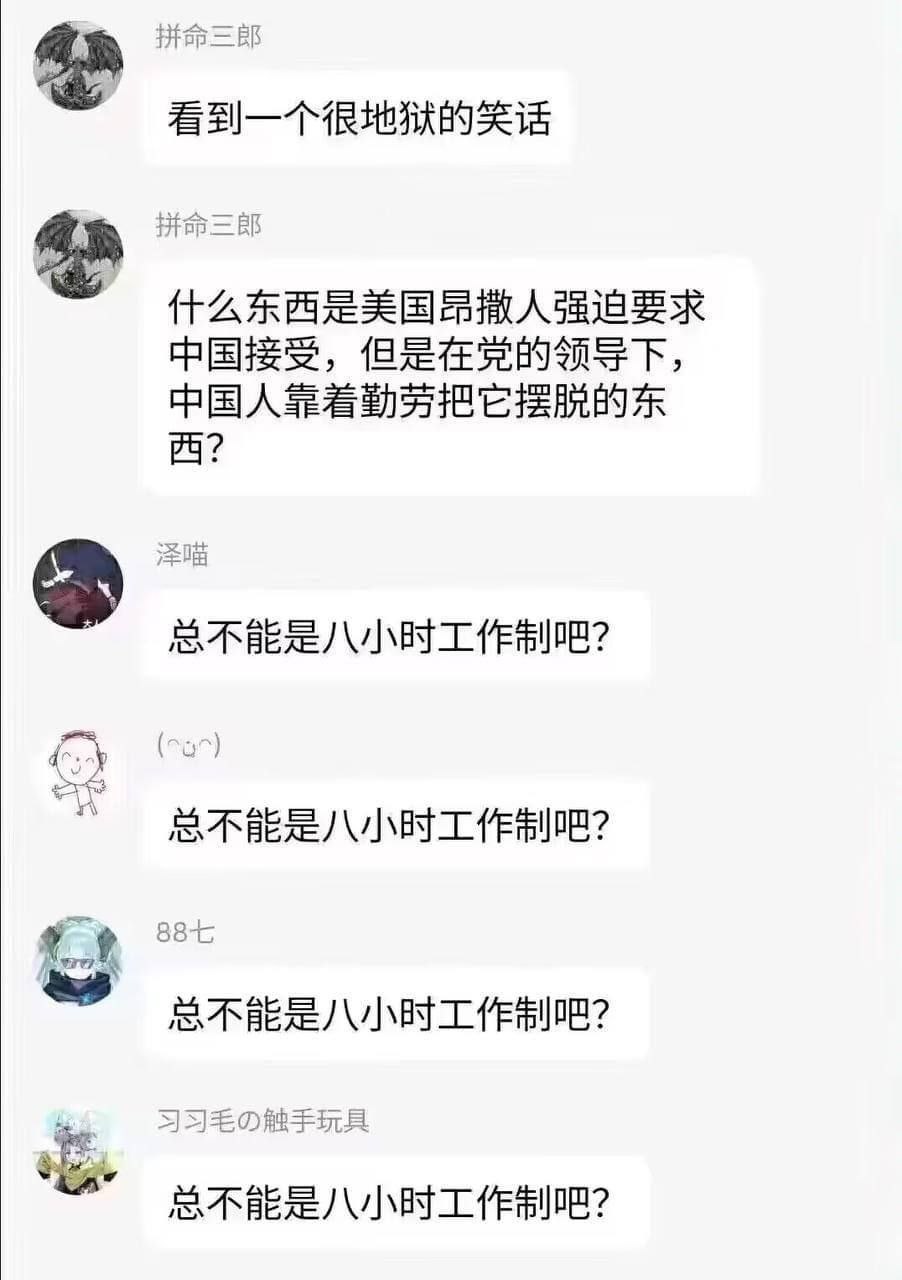 拼命三郎
看到一个很地狱的笑话
拼命三郎
什么东西是美国昂撒人强迫要求
中国接受，但是在党的领导下，
中国人靠着勤劳把它摆脱的东
西？
泽喵
总不能是八小时工作制吧？
总不能是八小时工作制吧？
88七
总不能是八小时工作制吧？
习习毛の触手玩具
总不能是八小时工作制吧？